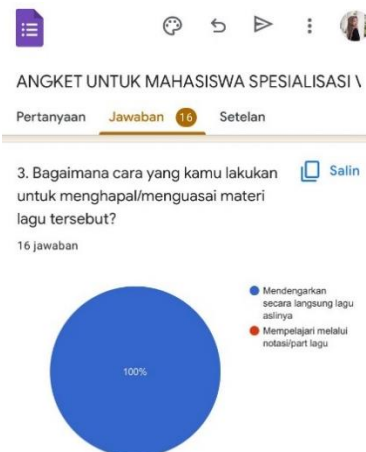 ANGKET UNTUK MAHASISWA SPESIALISASI V
Pertanyaan Jawaban 16 Setelan
3. Bagaimana cara yang kamu lakukan
untuk menghapal/menguasai materi
lagu tersebut?
Salin
16 jawaban
Mendengarkan
secara langsung lagu
aslinya
Mempelajari melalui
notasi/part lagu
100%